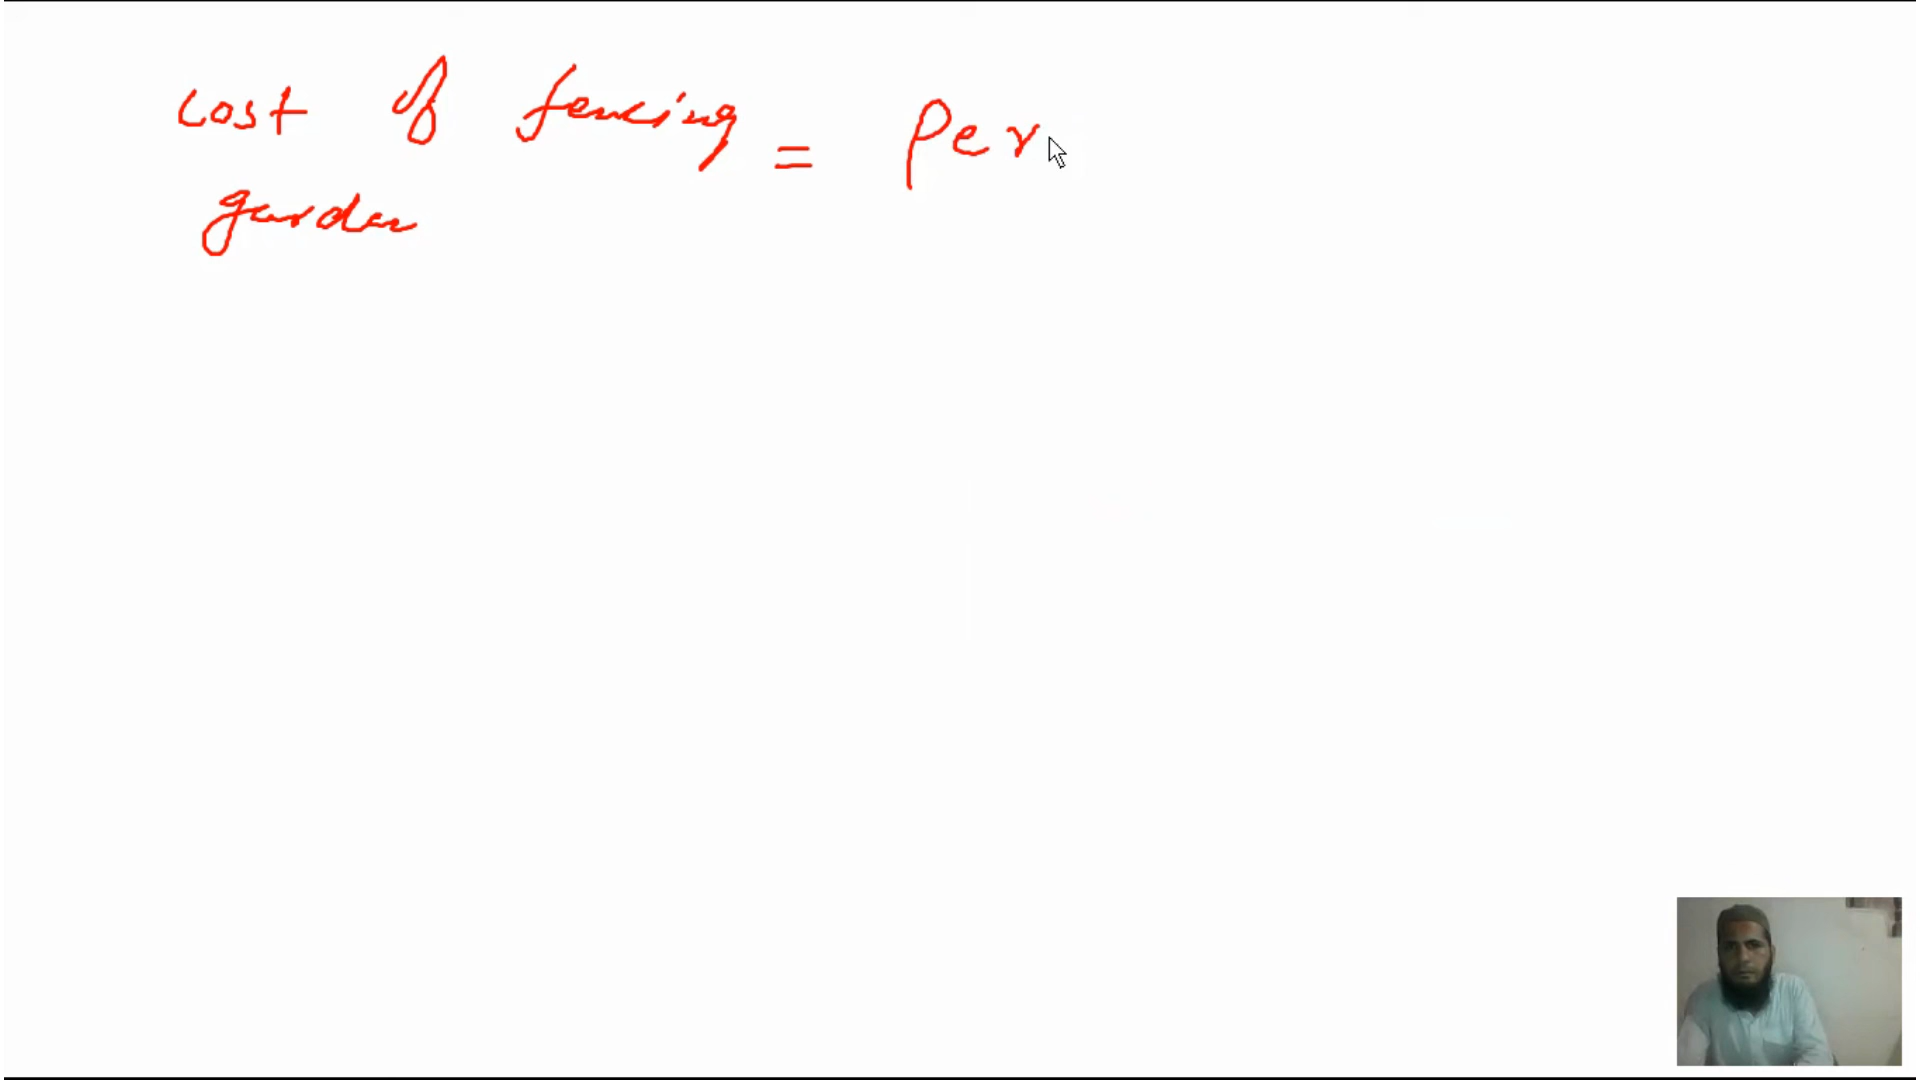 cost of fencing = Per
garden